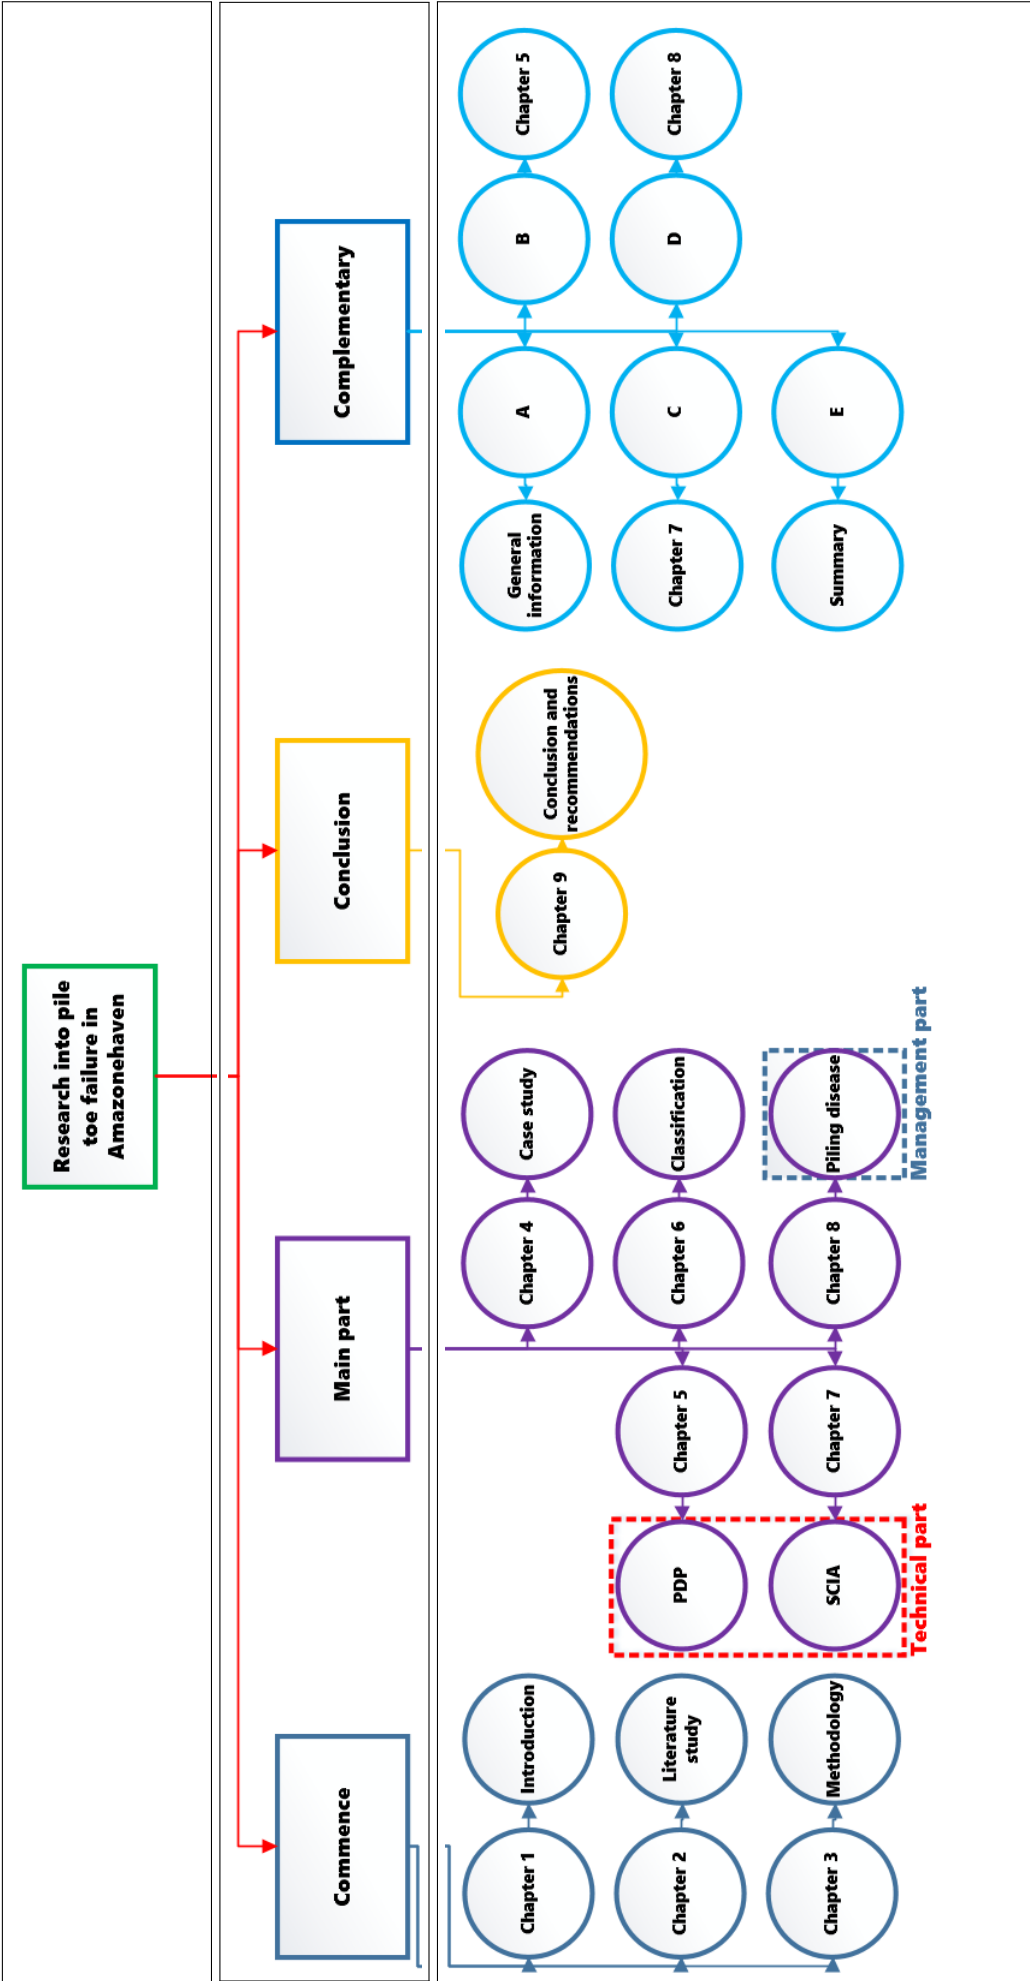 Research into pile
toe failure in
Amazonehaven
Commence
Main part
Conclusion
Complementary
Chapter 1
Introduction
Chapter 2
Literature
study
Chapter 3
Methodology
Chapter 4
Case study
PDP
Chapter 5
Chapter 6
Classification
SCIA
Chapter 7
Chapter 8
Piling disease
Technical part
Management part
Chapter 9
Conclusion and
recommendations
General
information
A
B
Chapter 5
Chapter 7
C
D
Chapter 8
Summary
E